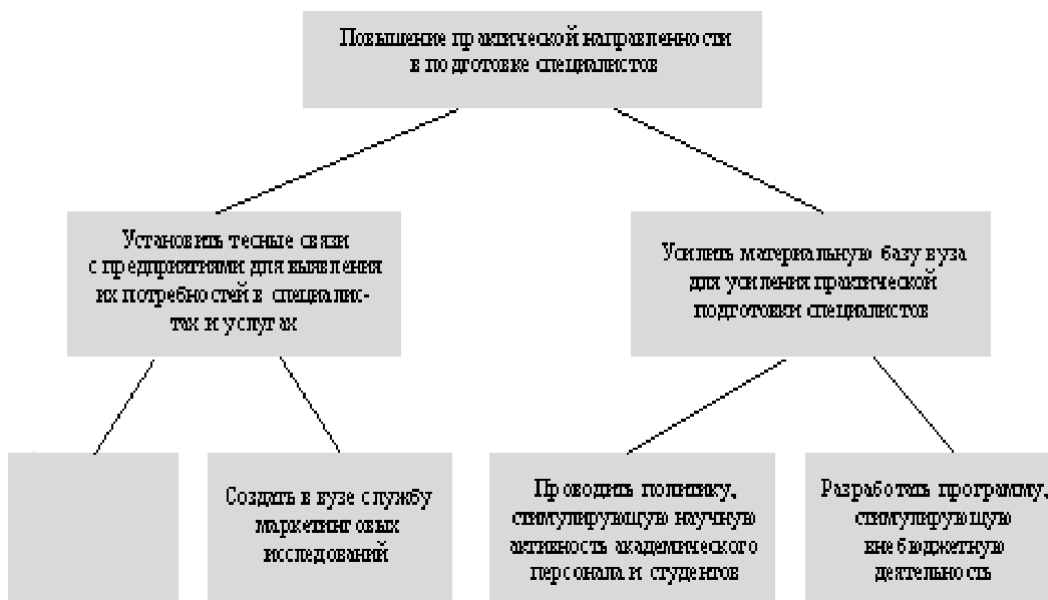 Повышение практической направленности
в подготовке специалистов
Установить тесные связи
с предприятиями для выявления
их потребностей в специалис-
тах и услугах
Усилить материальную базу вуза
для усиления практической
подготовки специалистов
Создать в вузе службу
маркетинговых
исследований
Проводить политику,
стимулирующую научную
активность академического
персонала и студентов
Разработать программу,
стимулирующую
внебюджетную
деятельность